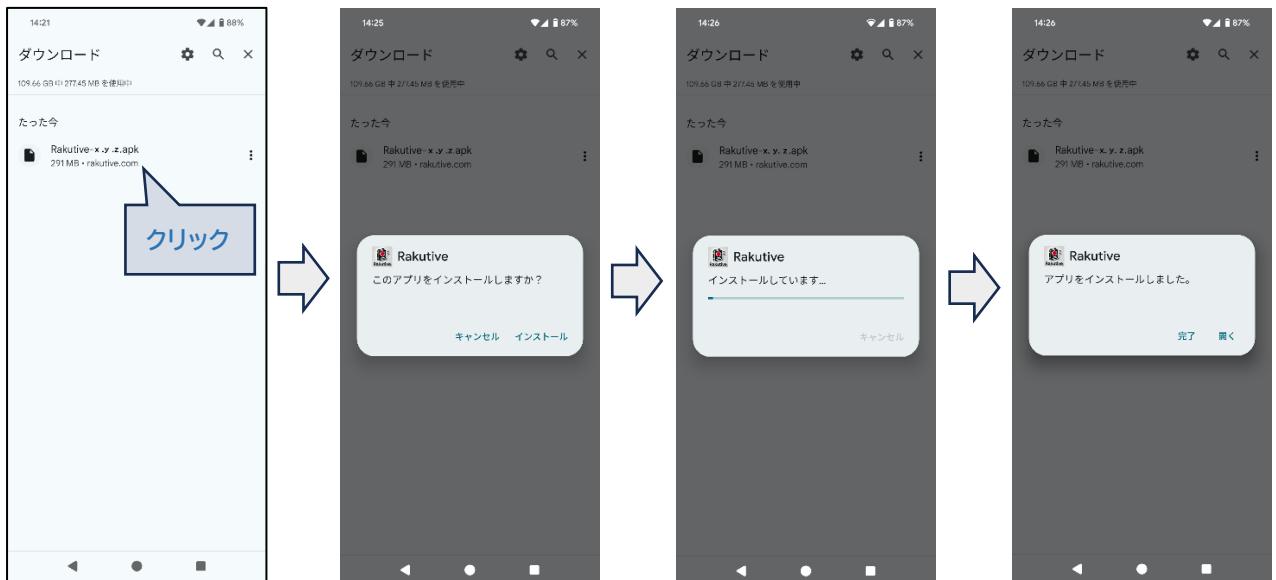 14:21
88%
ダウンロード
109.66 GB 中 277.45 MB を使用中
たった今
Rakutive-x.y.z.apk
291 MB • rakutive.com
クリック
14:25
87%
ダウンロード
109.66 GB 中 277.45 MB を使用中
たった今
Rakutive-x.y.z.apk
291 MB • rakutive.com
Rakutive
このアプリをインストールしますか？
キャンセル インストール
14:26
87%
ダウンロード
109.66 GB 中 277.45 MB を使用中
たった今
Rakutive-x.y.z.apk
291 MB • rakutive.com
Rakutive
インストールしています...
キャンセル
14:26
87%
ダウンロード
109.66 GB 中 277.45 MB を使用中
たった今
Rakutive-x.y.z.apk
291 MB • rakutive.com
Rakutive
アプリをインストールしました。
完了 開く